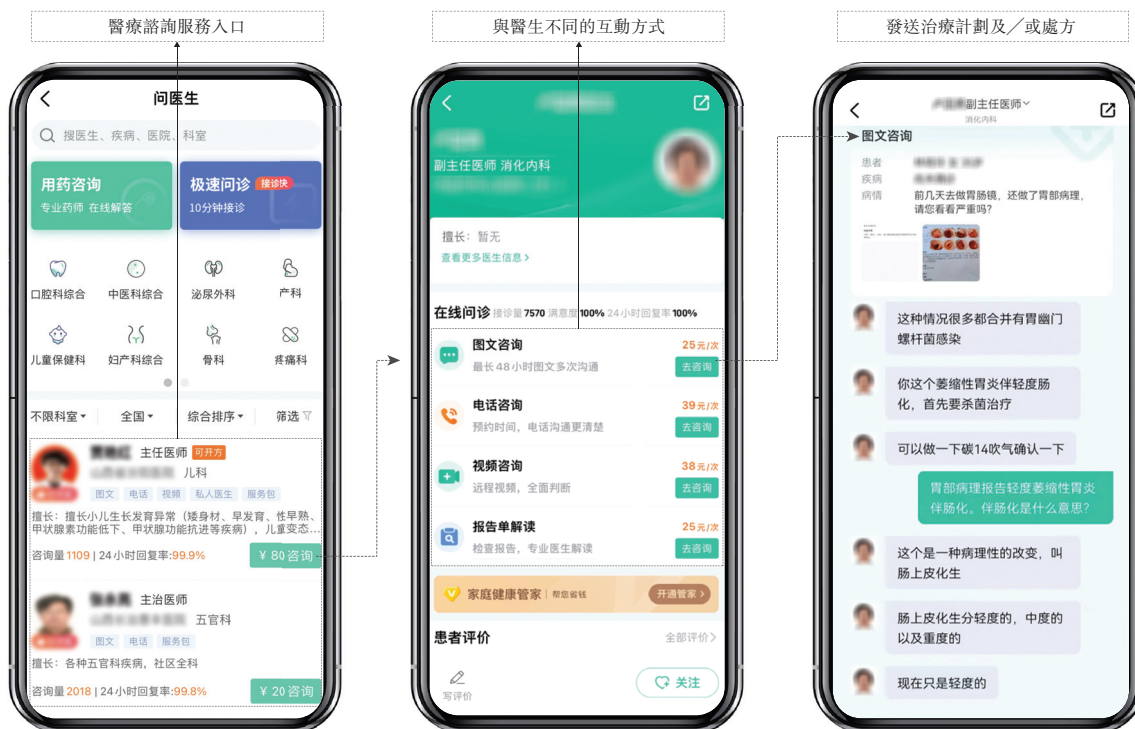 醫療諮詢服務入口
與醫生不同的互動方式
發送治療計劃及╱或處方
问医生
搜医生、疾病、医院、科室
用药咨询
专业药师 在线解答
极速问诊 接诊快
10分钟接诊
口腔科综合 中医科综合 泌尿外科 产科
儿童保健科 妇产科综合 骨科 疼痛科
不限科室 全国 综合排序 筛选
主任医师 可开方
儿科
图文 电话 视频 私人医生 服务包
擅长：擅长小儿生长发育异常（矮身材、早发育、性早熟、
甲状腺素功能低下、甲状腺功能抗进等疾病），儿童变态...
咨询量 1109 | 24小时回复率:99.9%
¥ 80 咨询
主治医师
五官科
图文 电话 服务包
擅长：各种五官科疾病，社区全科
咨询量 2018 | 24小时回复率:99.8%
¥ 20 咨询
副主任医师 消化内科
擅长：暂无
查看更多医生信息
在线问诊 接诊量 7570 满意度 100% 24小时回复率 100%
图文咨询 25元/次
最长48小时图文多次沟通 去咨询
电话咨询 39元/次
预约时间，电话沟通更清楚 去咨询
视频咨询 38元/次
远程视频，全面判断 去咨询
报告单解读 25元/次
检查报告，专业医生解读 去咨询
家庭健康管家 | 帮您省钱 开通管家
患者评价 全部评价
写评价
关注
副主任医师
消化内科
图文咨询
患者
疾病
病情 前几天去做胃肠镜，还做了胃部病理，
请您看看严重吗？
这种情况很多都合并有胃幽门
螺杆菌感染
你这个萎缩性胃炎伴轻度肠
化，首先要杀菌治疗
可以做一下碳14吹气确认一下
胃部病理报告轻度萎缩性胃炎
伴肠化。伴肠化是什么意思？
这个是一种病理性的改变，叫
肠上皮化生
肠上皮化生分轻度的，中度的
以及重度的
现在只是轻度的